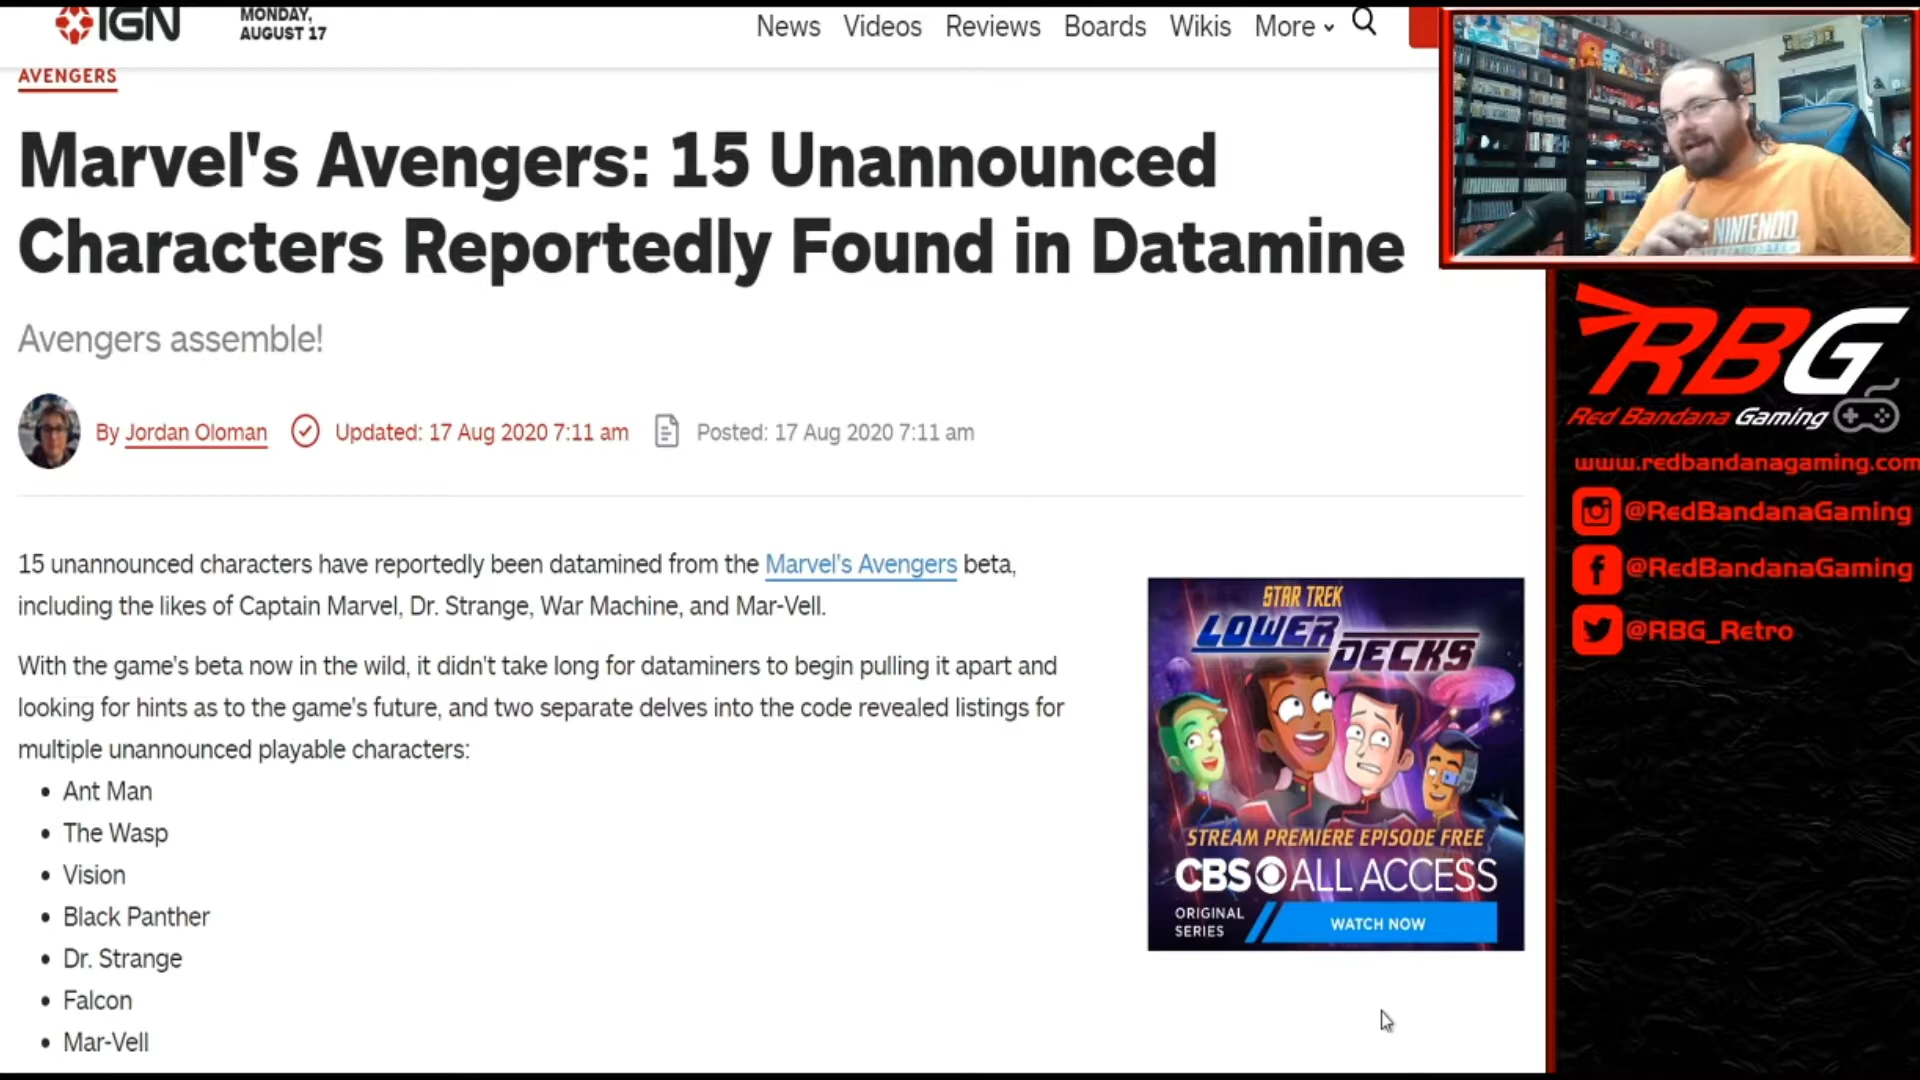 IGN
MONDAY,
AUGUST 17
News Videos Reviews Boards Wikis More
AVENGERS
Marvel's Avengers: 15 Unannounced
Characters Reportedly Found in Datamine
Avengers assemble!
By Jordan Oloman Updated: 17 Aug 2020 7:11 am Posted: 17 Aug 2020 7:11 am
15 unannounced characters have reportedly been datamined from the Marvel's Avengers beta,
including the likes of Captain Marvel, Dr. Strange, War Machine, and Mar-Vell.
With the game's beta now in the wild, it didn't take long for dataminers to begin pulling it apart and
looking for hints as to the game's future, and two separate delves into the code revealed listings for
multiple unannounced playable characters:
• Ant Man
• The Wasp
• Vision
• Black Panther
• Dr. Strange
• Falcon
• Mar-Vell
STAR TREK
LOWER
DECKS
STREAM PREMIERE EPISODE FREE
CBS ALL ACCESS
ORIGINAL
SERIES
WATCH NOW
NINTENDO
RBG
Red Bandana Gaming
www.redbandanagaming.com
@RedBandanaGaming
@RedBandanaGaming
@RBG_Retro